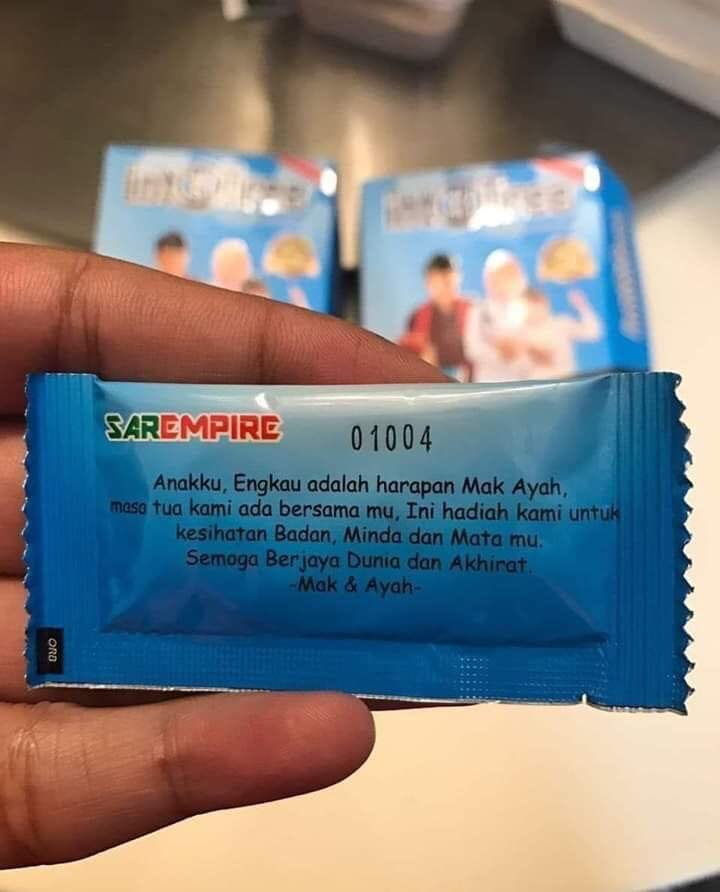 SAREMPIRE 01004
Anakku, Engkau adalah harapan Mak Ayah,
masa tua kami ada bersama mu, Ini hadiah kami untuk
kesihatan Badan, Minda dan Mata mu.
Semoga Berjaya Dunia dan Akhirat.
-Mak & Ayah-
ORB